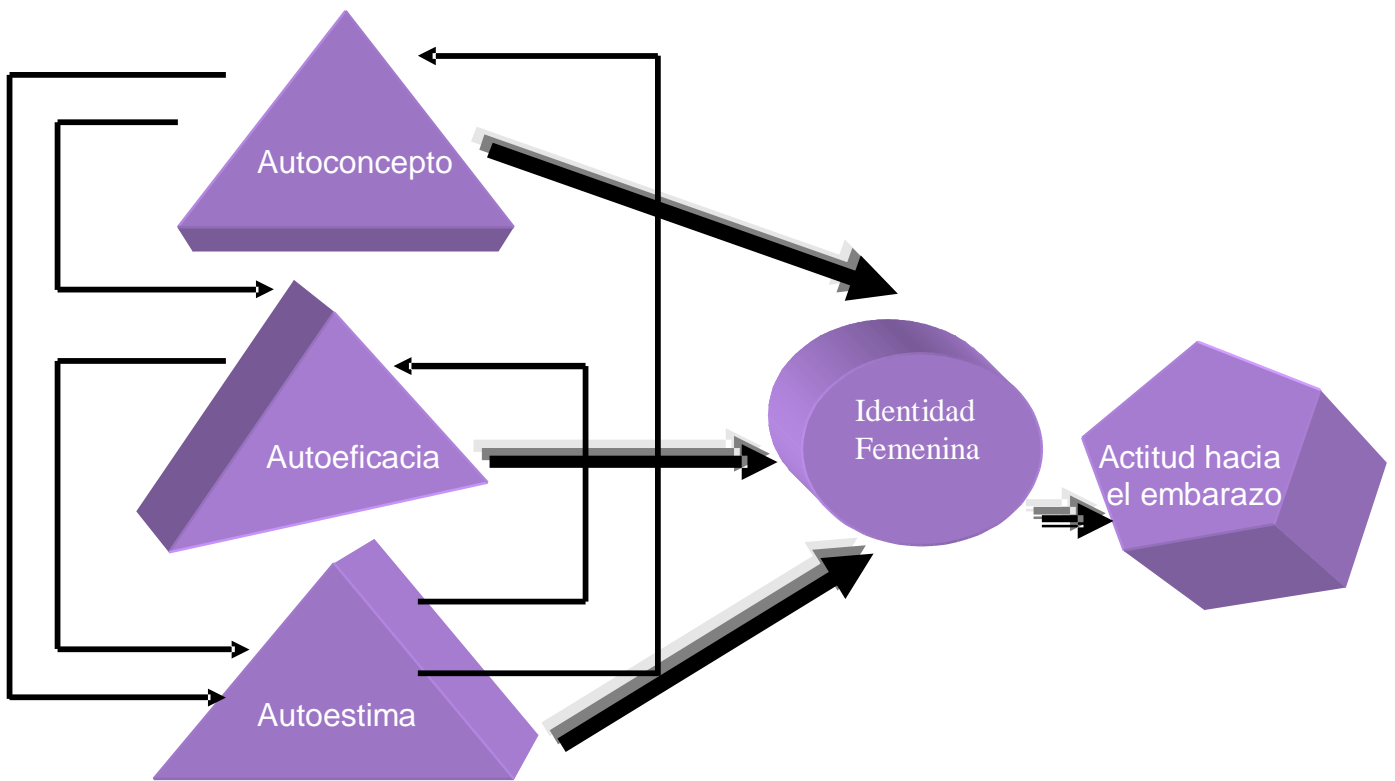 Autoconcepto
Autoeficacia
Autoestima
Identidad
Femenina
Actitud hacia
el embarazo